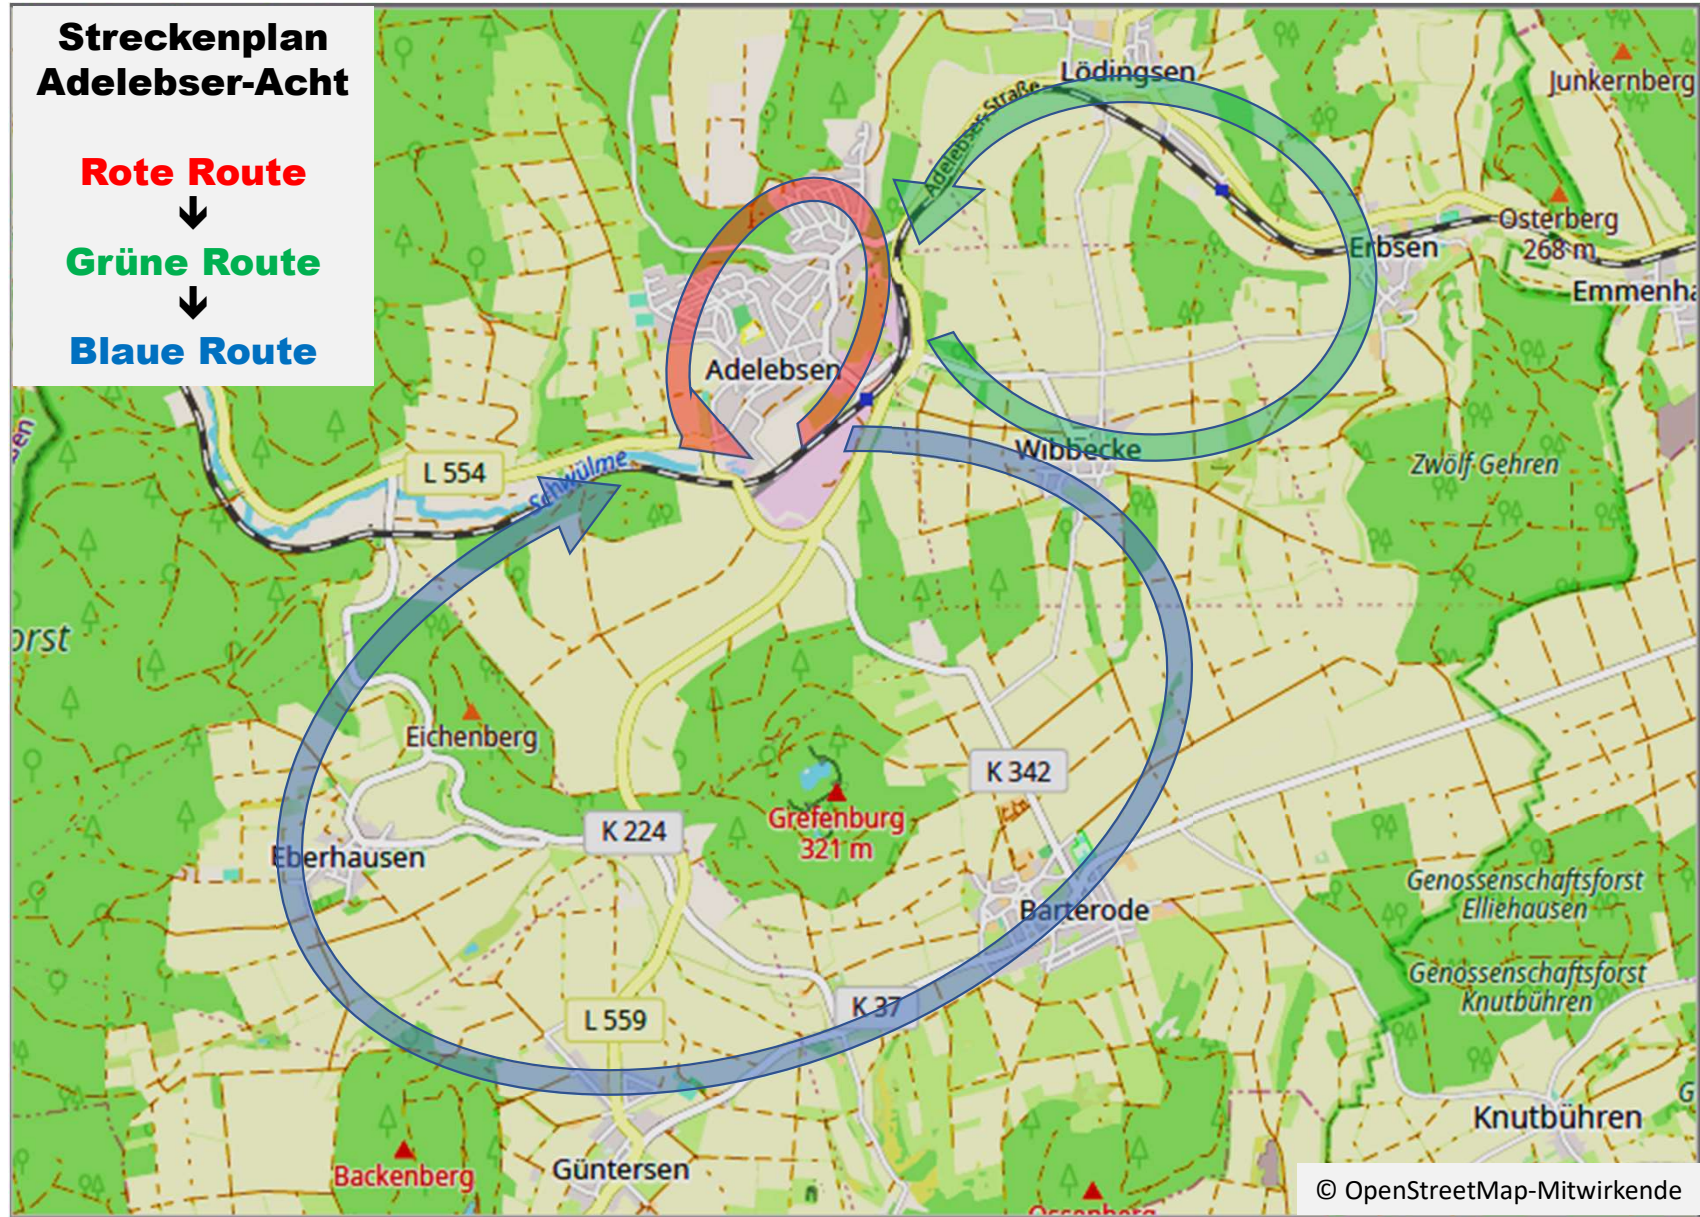 Streckenplan
Adelebser-Acht
Rote Route
↓
Grüne Route
↓
Blaue Route
Lödingsen
Junkernberg
Adelebser Straße
Osterberg
268 m
Erbsen
Adelebsen
Wibbecke
Zwölf Gehren
L 554
Schwülme
Eichenberg
K 342
Grefenburg
321 m
K 224
Eberhausen
Barterode
Genossenschaftsforst
Elliehausen
Genossenschaftsforst
Knutbühren
K 37
L 559
Knutbühren
Güntersen
Backenberg
© OpenStreetMap-Mitwirkende